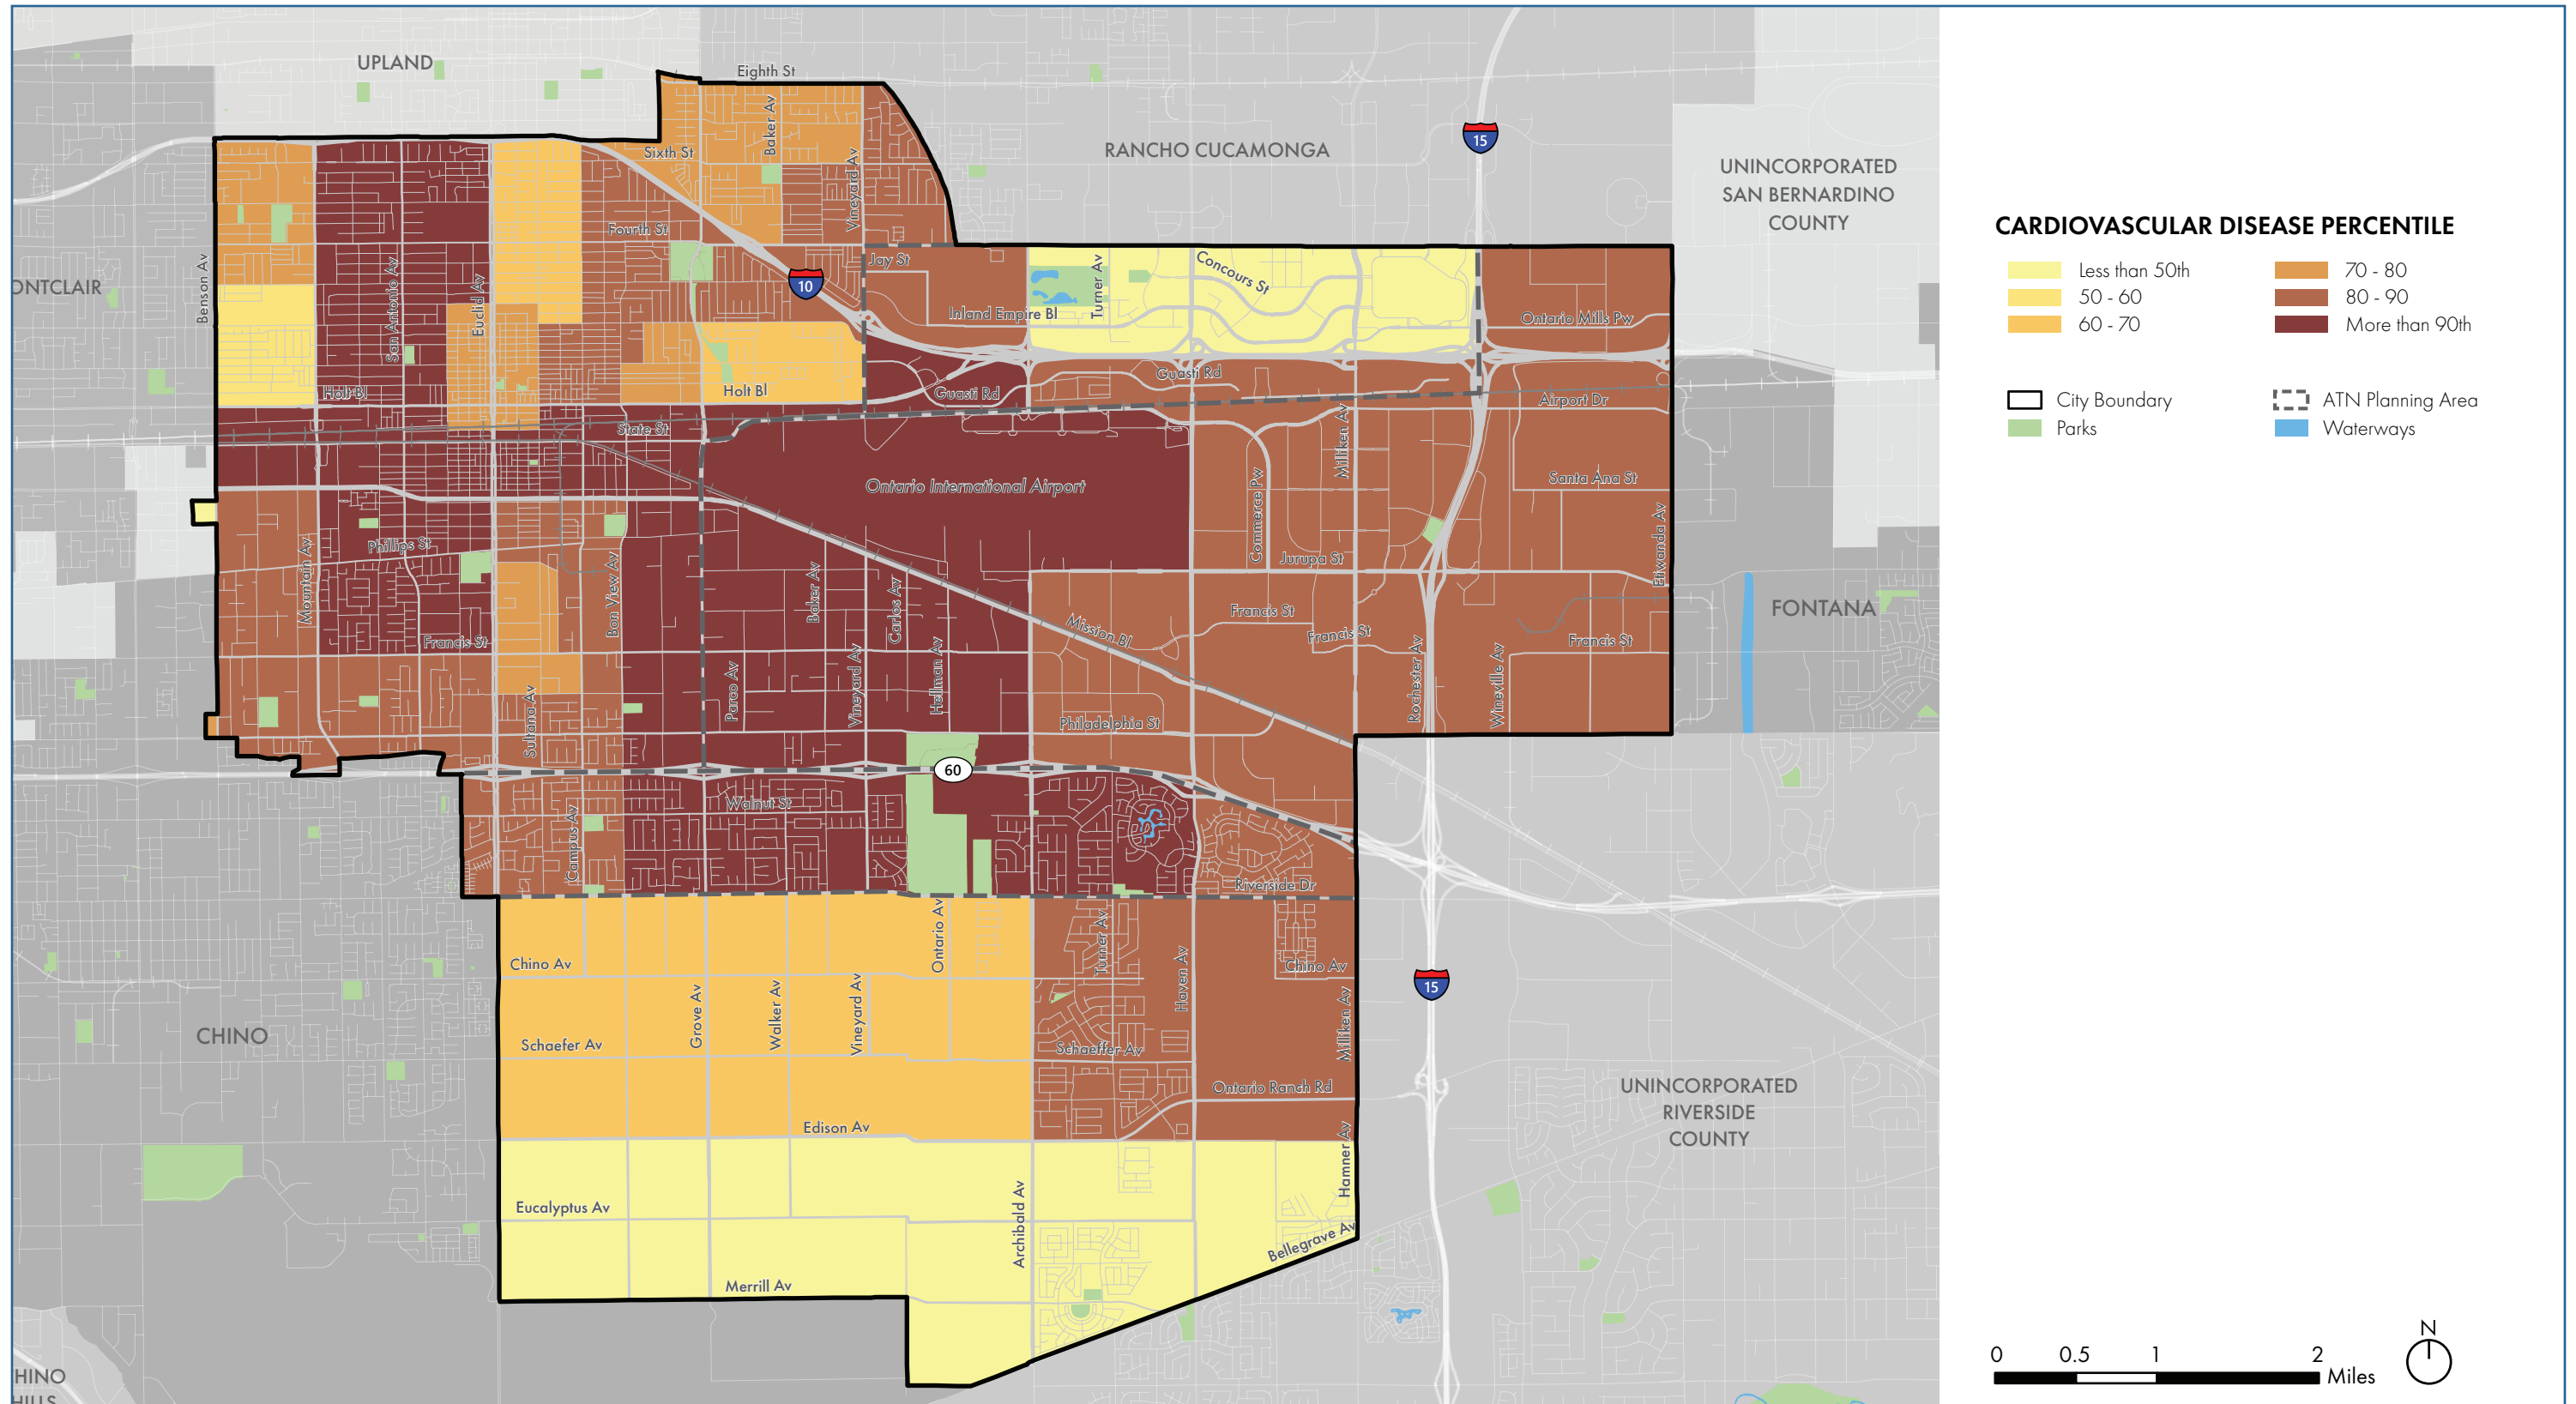 UPLAND
Eighth St
Baker Av
Sixth St
RANCHO CUCAMONGA
15
UNINCORPORATED
SAN BERNARDINO
COUNTY
Vineyard Av
Fourth St
Jay St
Concours St
Turner Av
ONTCLAIR
Benson Av
San Antonio Av
Euclid Av
10
Inland Empire Bl
Ontario Mills Pw
Holt Bl
Holt Bl
Guasti Rd
Guasti Rd
Airport Dr
State St
Milliken Av
Ontario International Airport
Santa Ana St
Commerce Pw
Etiwanda Av
Phillips St
Mountain Av
Bon View Av
Baker Av
Carlos Av
Jurupa St
Francis St
Mission Bl
Francis St
Francis St
Francis St
FONTANA
Hellman Av
Vineyard Av
Parco Av
Rochester Av
Wineville Av
Sultana Av
Philadelphia St
60
Walnut St
Campus Av
Riverside Dr
Chino Av
Ontario Av
Turner Av
Haven Av
Chino Av
15
CHINO
Grove Av
Walker Av
Vineyard Av
Milliken Av
Schaefer Av
Schaeffer Av
Ontario Ranch Rd
UNINCORPORATED
RIVERSIDE
COUNTY
Edison Av
Hamner Av
Eucalyptus Av
Archibald Av
Bellegrave Av
Merrill Av
HINO
HILLS
CARDIOVASCULAR DISEASE PERCENTILE
Less than 50th
50 - 60
60 - 70
70 - 80
80 - 90
More than 90th
City Boundary
Parks
ATN Planning Area
Waterways
N
0 0.5 1 2
Miles